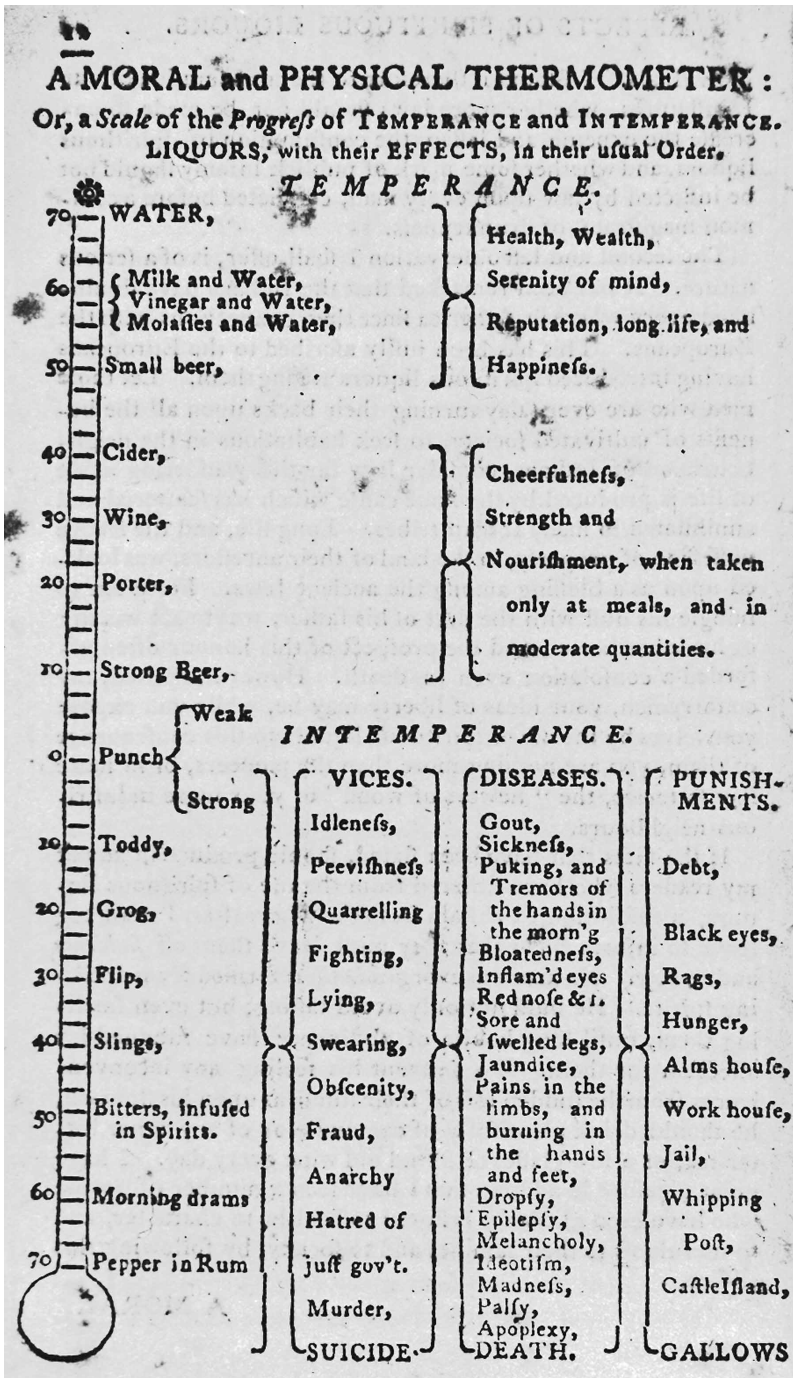 A MORAL and PHYSICAL THERMOMETER:
Or, a Scale of the Progreſs of TEMPERANCE and INTEMPERANCE.
LIQUORS, with their EFFECTS, in their uſual Order.
TEMPERANCE.
70 WATER,
60 Milk and Water,
Vinegar and Water,
Molaſſes and Water,
50 Small beer,
Health, Wealth,
Serenity of mind,
Reputation, long life, and
Happineſs.
40 Cider,
30 Wine,
20 Porter,
10 Strong Beer,
Cheerfulneſs,
Strength and
Nouriſhment, when taken
only at meals, and in
moderate quantities.
Weak
0 Punch
Strong
INTEMPERANCE.
10 Toddy,
20 Grog,
30 Flip,
40 Slings,
50 Bitters, infuſed
in Spirits.
60 Morning drams
70 Pepper in Rum
VICES.
Idleneſs,
Peeviſhneſs
Quarrelling
Fighting,
Lying,
Swearing,
Obſcenity,
Fraud,
Anarchy
Hatred of
juſt gov't.
Murder,
SUICIDE
DISEASES.
Gout,
Sickneſs,
Puking, and
Tremors of
the hands in
the morn'g
Bloatedneſs,
Inflam'd eyes
Red noſe &
Sore and
ſwelled legs,
Jaundice,
Pains in the
limbs, and
burning in
the hands
and feet,
Dropſy,
Epilepſy,
Melancholy,
Madneſs,
Palſy,
Apoplexy,
DEATH.
PUNISH-
MENTS.
Debt,
Black eyes,
Rags,
Hunger,
Alms houſe,
Work houſe,
Jail,
Whipping
Poſt,
Caſtle Iſland,
GALLOWS